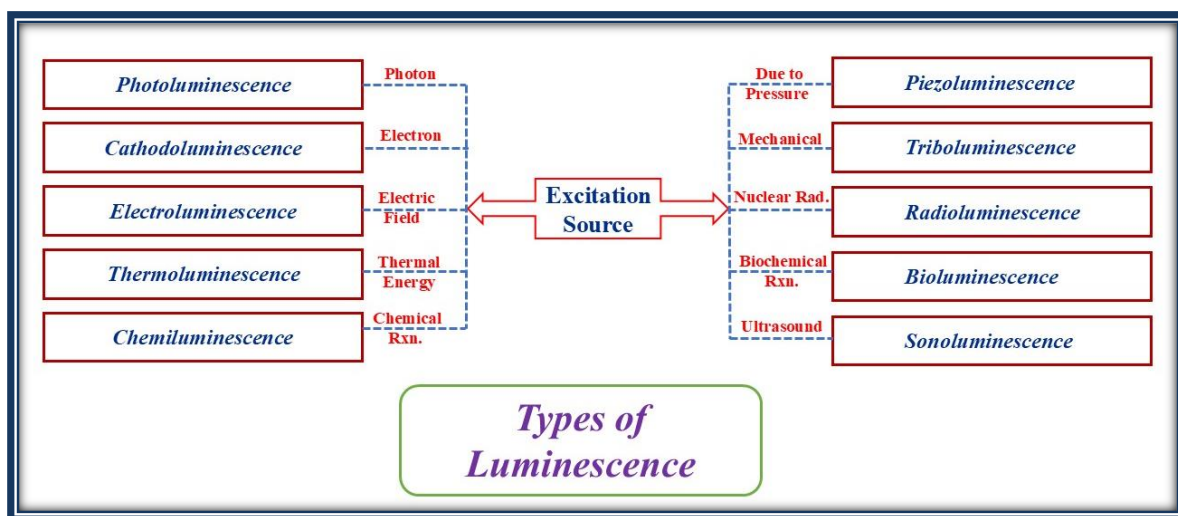 Photoluminescence
Photon
Cathodoluminescence
Electron
Electroluminescence
Electric
Field
Thermoluminescence
Thermal
Energy
Chemiluminescence
Chemical
Rxn.
Excitation
Source
Due to
Pressure
Piezoluminescence
Mechanical
Triboluminescence
Nuclear Rad.
Radioluminescence
Biochemical
Rxn.
Bioluminescence
Ultrasound
Sonoluminescence
Types of
Luminescence